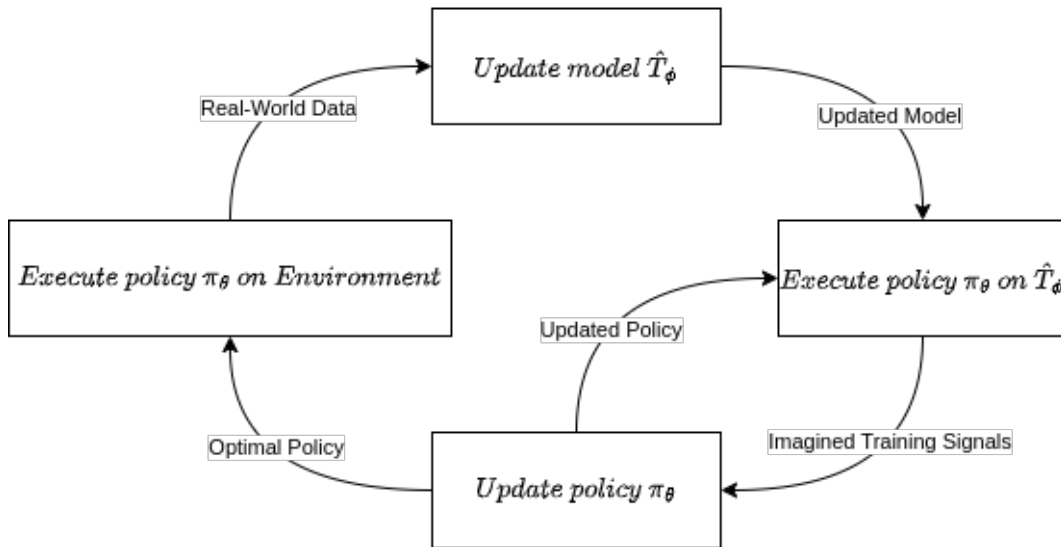 Update model T̂_ϕ
Real-World Data
Updated Model
Execute policy π_θ on Environment
Execute policy π_θ on T̂_ϕ
Updated Policy
Optimal Policy
Imagined Training Signals
Update policy π_θ